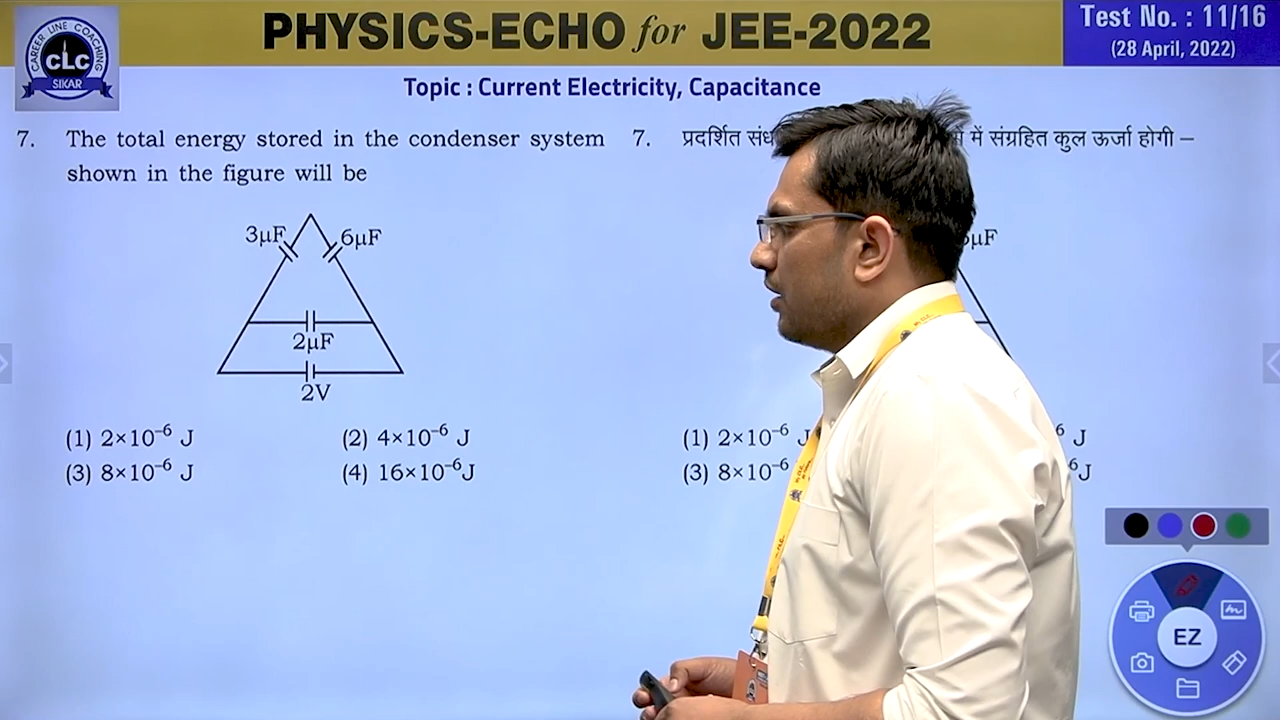 PHYSICS-ECHO for JEE-2022
Test No. : 11/16
(28 April, 2022)
CAREER LINE COACHING
CLC
SIKAR
Topic : Current Electricity, Capacitance
7. The total energy stored in the condenser system
shown in the figure will be
3µF
6µF
2µF
2V
(1) 2×10⁻⁶ J
(2) 4×10⁻⁶ J
(3) 8×10⁻⁶ J
(4) 16×10⁻⁶J
7. प्रदर्शित में संग्रहित कुल ऊर्जा होगी –
(1) 2×10⁻⁶ J
J
(3) 8×10⁻⁶
J
EZ